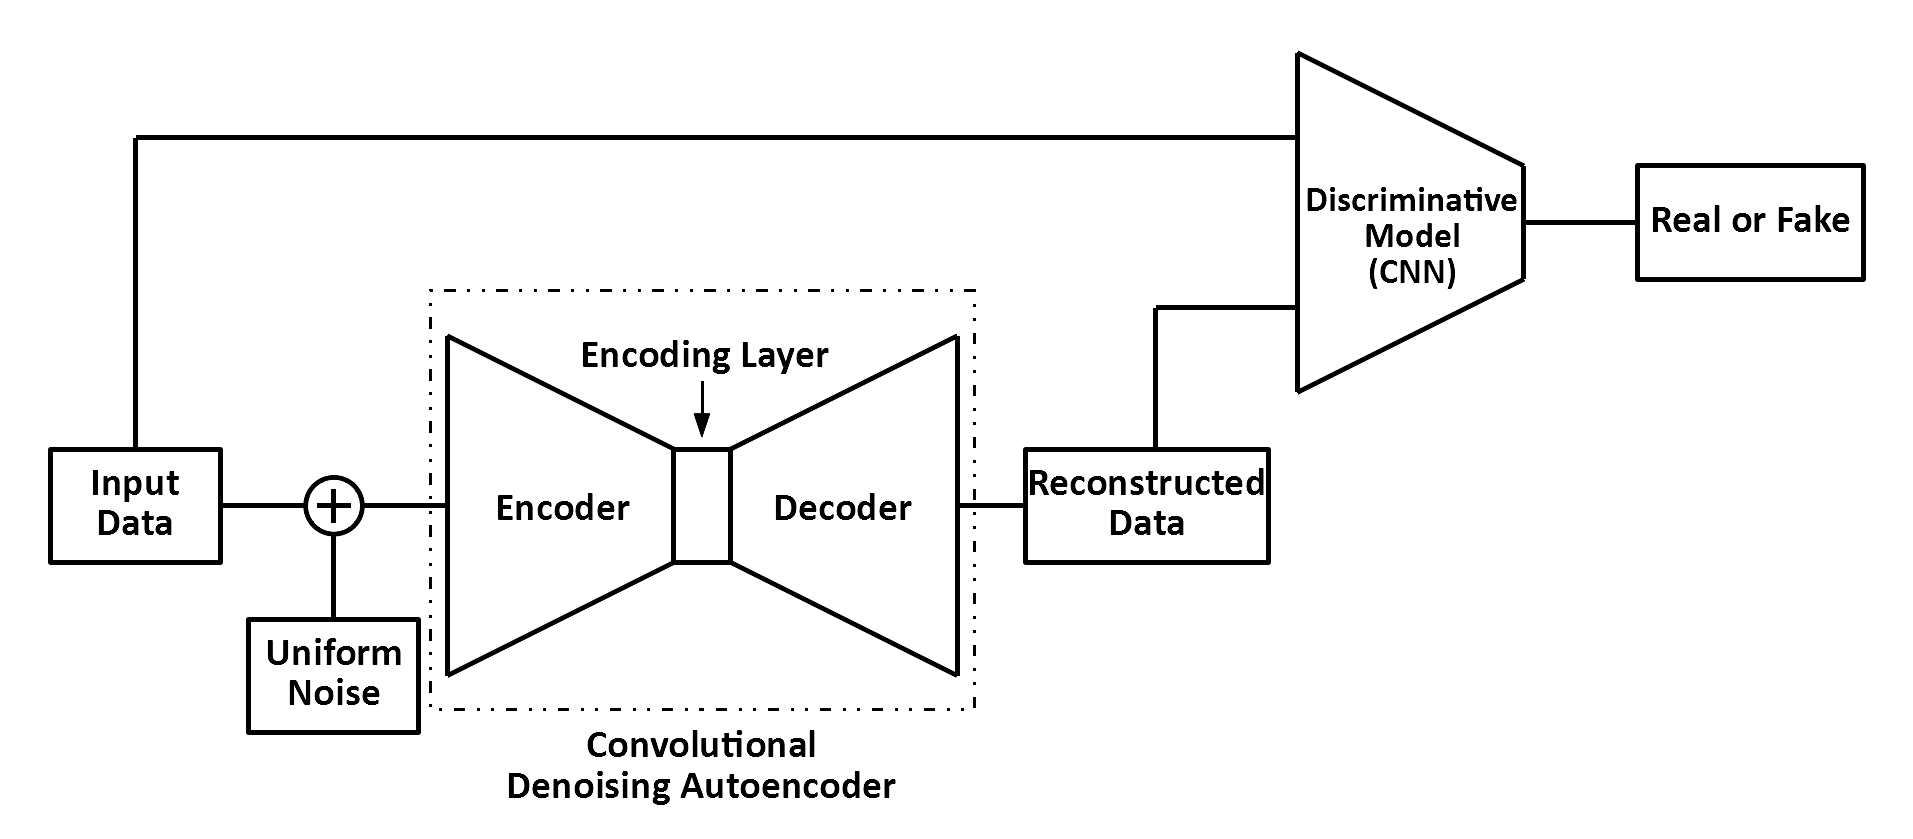 Discriminative
Model
(CNN)
Real or Fake
Encoding Layer
Input
Data
Encoder
Decoder
Reconstructed
Data
Uniform
Noise
Convolutional
Denoising Autoencoder